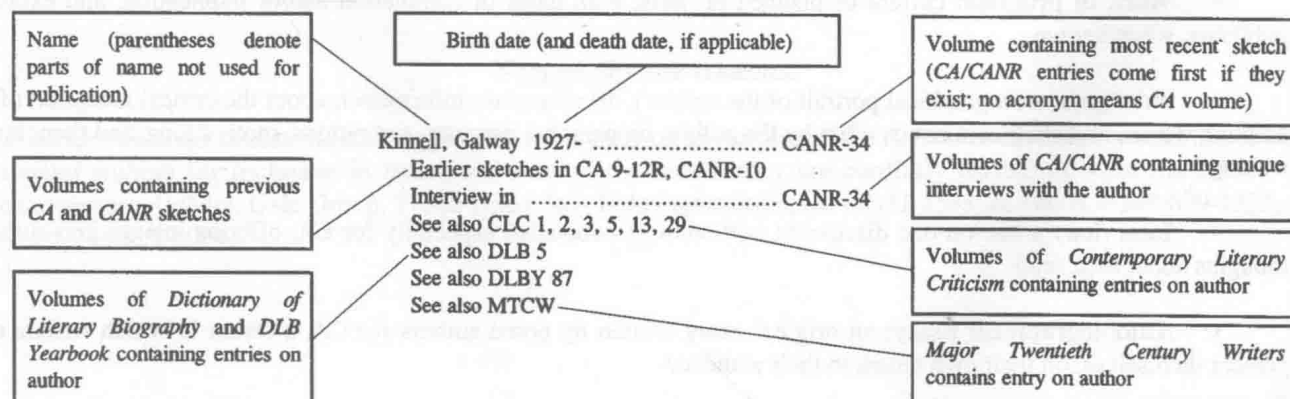 Name (parentheses denote
parts of name not used for
publication)
Birth date (and death date, if applicable)
Volume containing most recent sketch
(CA/CANR entries come first if they
exist; no acronym means CA volume)
Volumes containing previous
CA and CANR sketches
Kinnell, Galway 1927- .............................. CANR-34
Earlier sketches in CA 9-12R, CANR-10
Interview in .......................................... CANR-34
See also CLC 1, 2, 3, 5, 13, 29
See also DLB 5
See also DLBY 87
See also MTCW
Volumes of CA/CANR containing unique
interviews with the author
Volumes of Dictionary of
Literary Biography and DLB
Yearbook containing entries on
author
Volumes of Contemporary Literary
Criticism containing entries on author
Major Twentieth Century Writers
contains entry on author